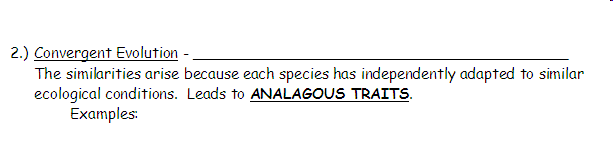 2.) Convergent Evolution - ____________________________________________
The similarities arise because each species has independently adapted to similar
ecological conditions. Leads to ANALAGOUS TRAITS.
Examples: